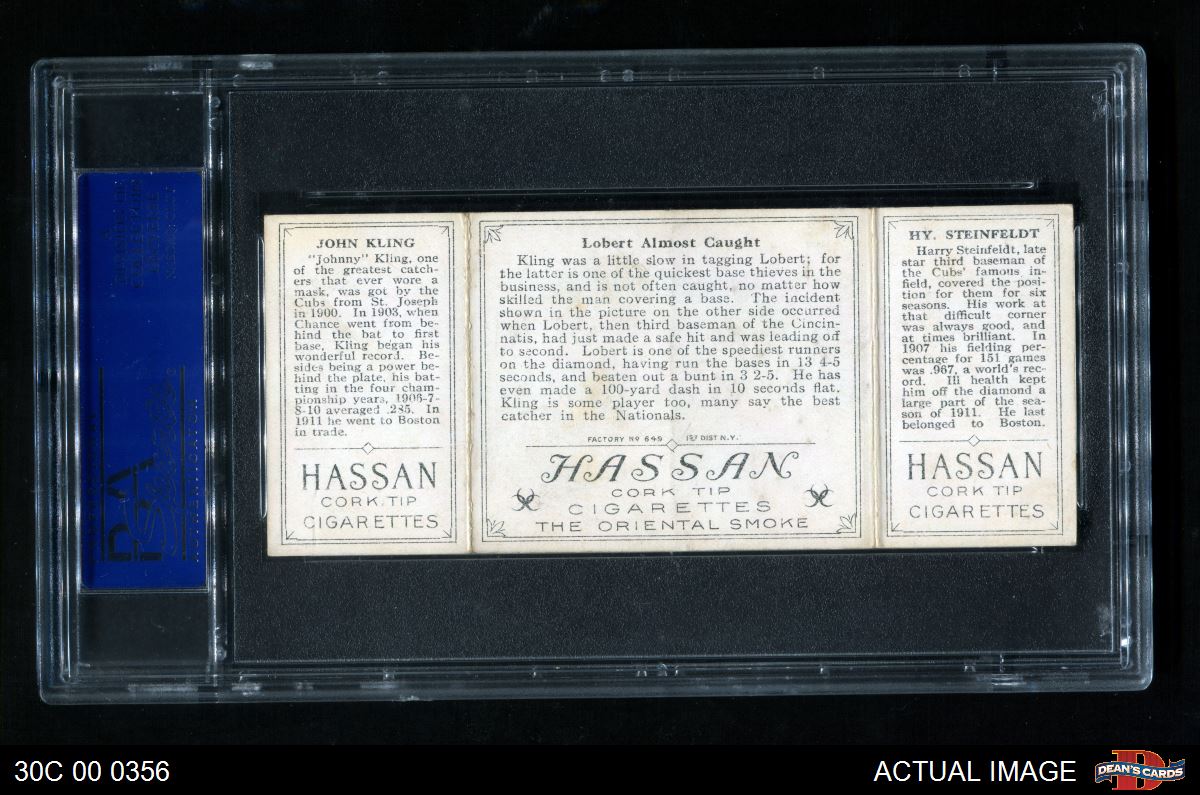 JOHN KLING
"Johnny" Kling, one
of the greatest catch-
ers that ever wore a
mask, was got by the
Cubs from St. Joseph
in 1900. In 1903, when
Chance went from be-
hind the bat to first
base, Kling began his
wonderful record. Be-
sides being a power be-
hind the plate, his bat-
ting in the four cham-
pionship years, 1906-7-
8-10 averaged .285. In
1911 he went to Boston
in trade.
HASSAN
CORK TIP
CIGARETTES
Lobert Almost Caught
Kling was a little slow in tagging Lobert; for
the latter is one of the quickest base thieves in the
business, and is not often caught, no matter how
skilled the man covering a base. The incident
shown in the picture on the other side occurred
when Lobert, then third baseman of the Cincin-
natis, had just made a safe hit and was leading off
to second. Lobert is one of the speediest runners
on the diamond, having run the bases in 13 4-5
seconds, and beaten out a bunt in 3 2-5. He has
even made a 100-yard dash in 10 seconds flat.
Kling is some player too, many say the best
catcher in the Nationals.
FACTORY Nº 649 1ST DIST N.Y.
HASSAN
CORK TIP
CIGARETTES
THE ORIENTAL SMOKE
HY. STEINFELDT
Harry Steinfeldt, late
star third baseman of
the Cubs' famous in-
field, covered the posi-
tion for them for six
seasons. His work at
that difficult corner
was always good, and
at times brilliant. In
1907 his fielding per-
centage for 151 games
was .967, a world's rec-
ord. Ill health kept
him off the diamond a
large part of the sea-
son of 1911. He last
belonged to Boston.
HASSAN
CORK TIP
CIGARETTES
PSA
30C 00 0356
ACTUAL IMAGE
DEAN'S CARDS